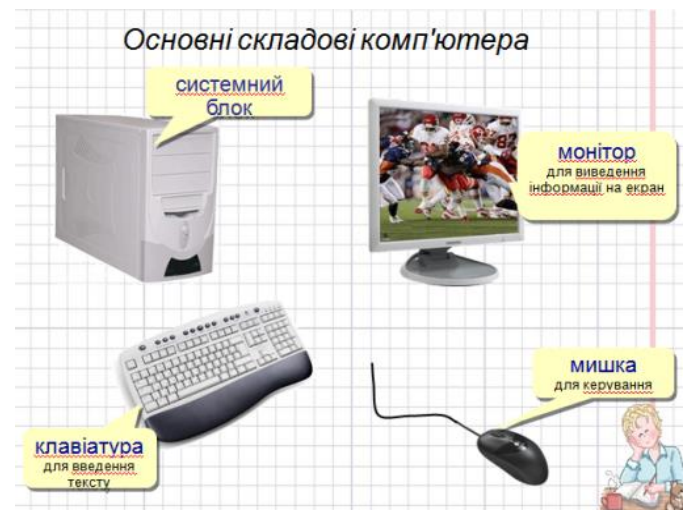 Основні складові комп'ютера
системний
блок
монітор
для виведення
інформації на екран
клавіатура
для введення
тексту
мишка
для керування